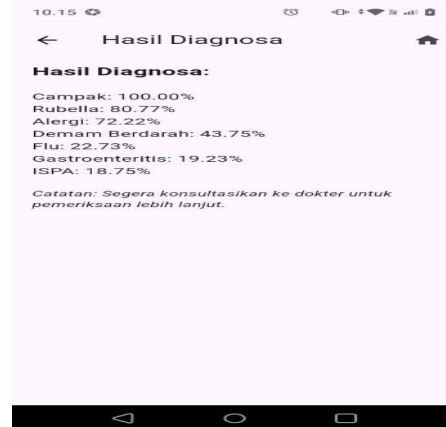 10.15
Hasil Diagnosa
Hasil Diagnosa:
Campak: 100.00%
Rubella: 80.77%
Alergi: 72.22%
Demam Berdarah: 43.75%
Flu: 22.73%
Gastroenteritis: 19.23%
ISPA: 18.75%
Catatan: Segera konsultasikan ke dokter untuk
pemeriksaan lebih lanjut.